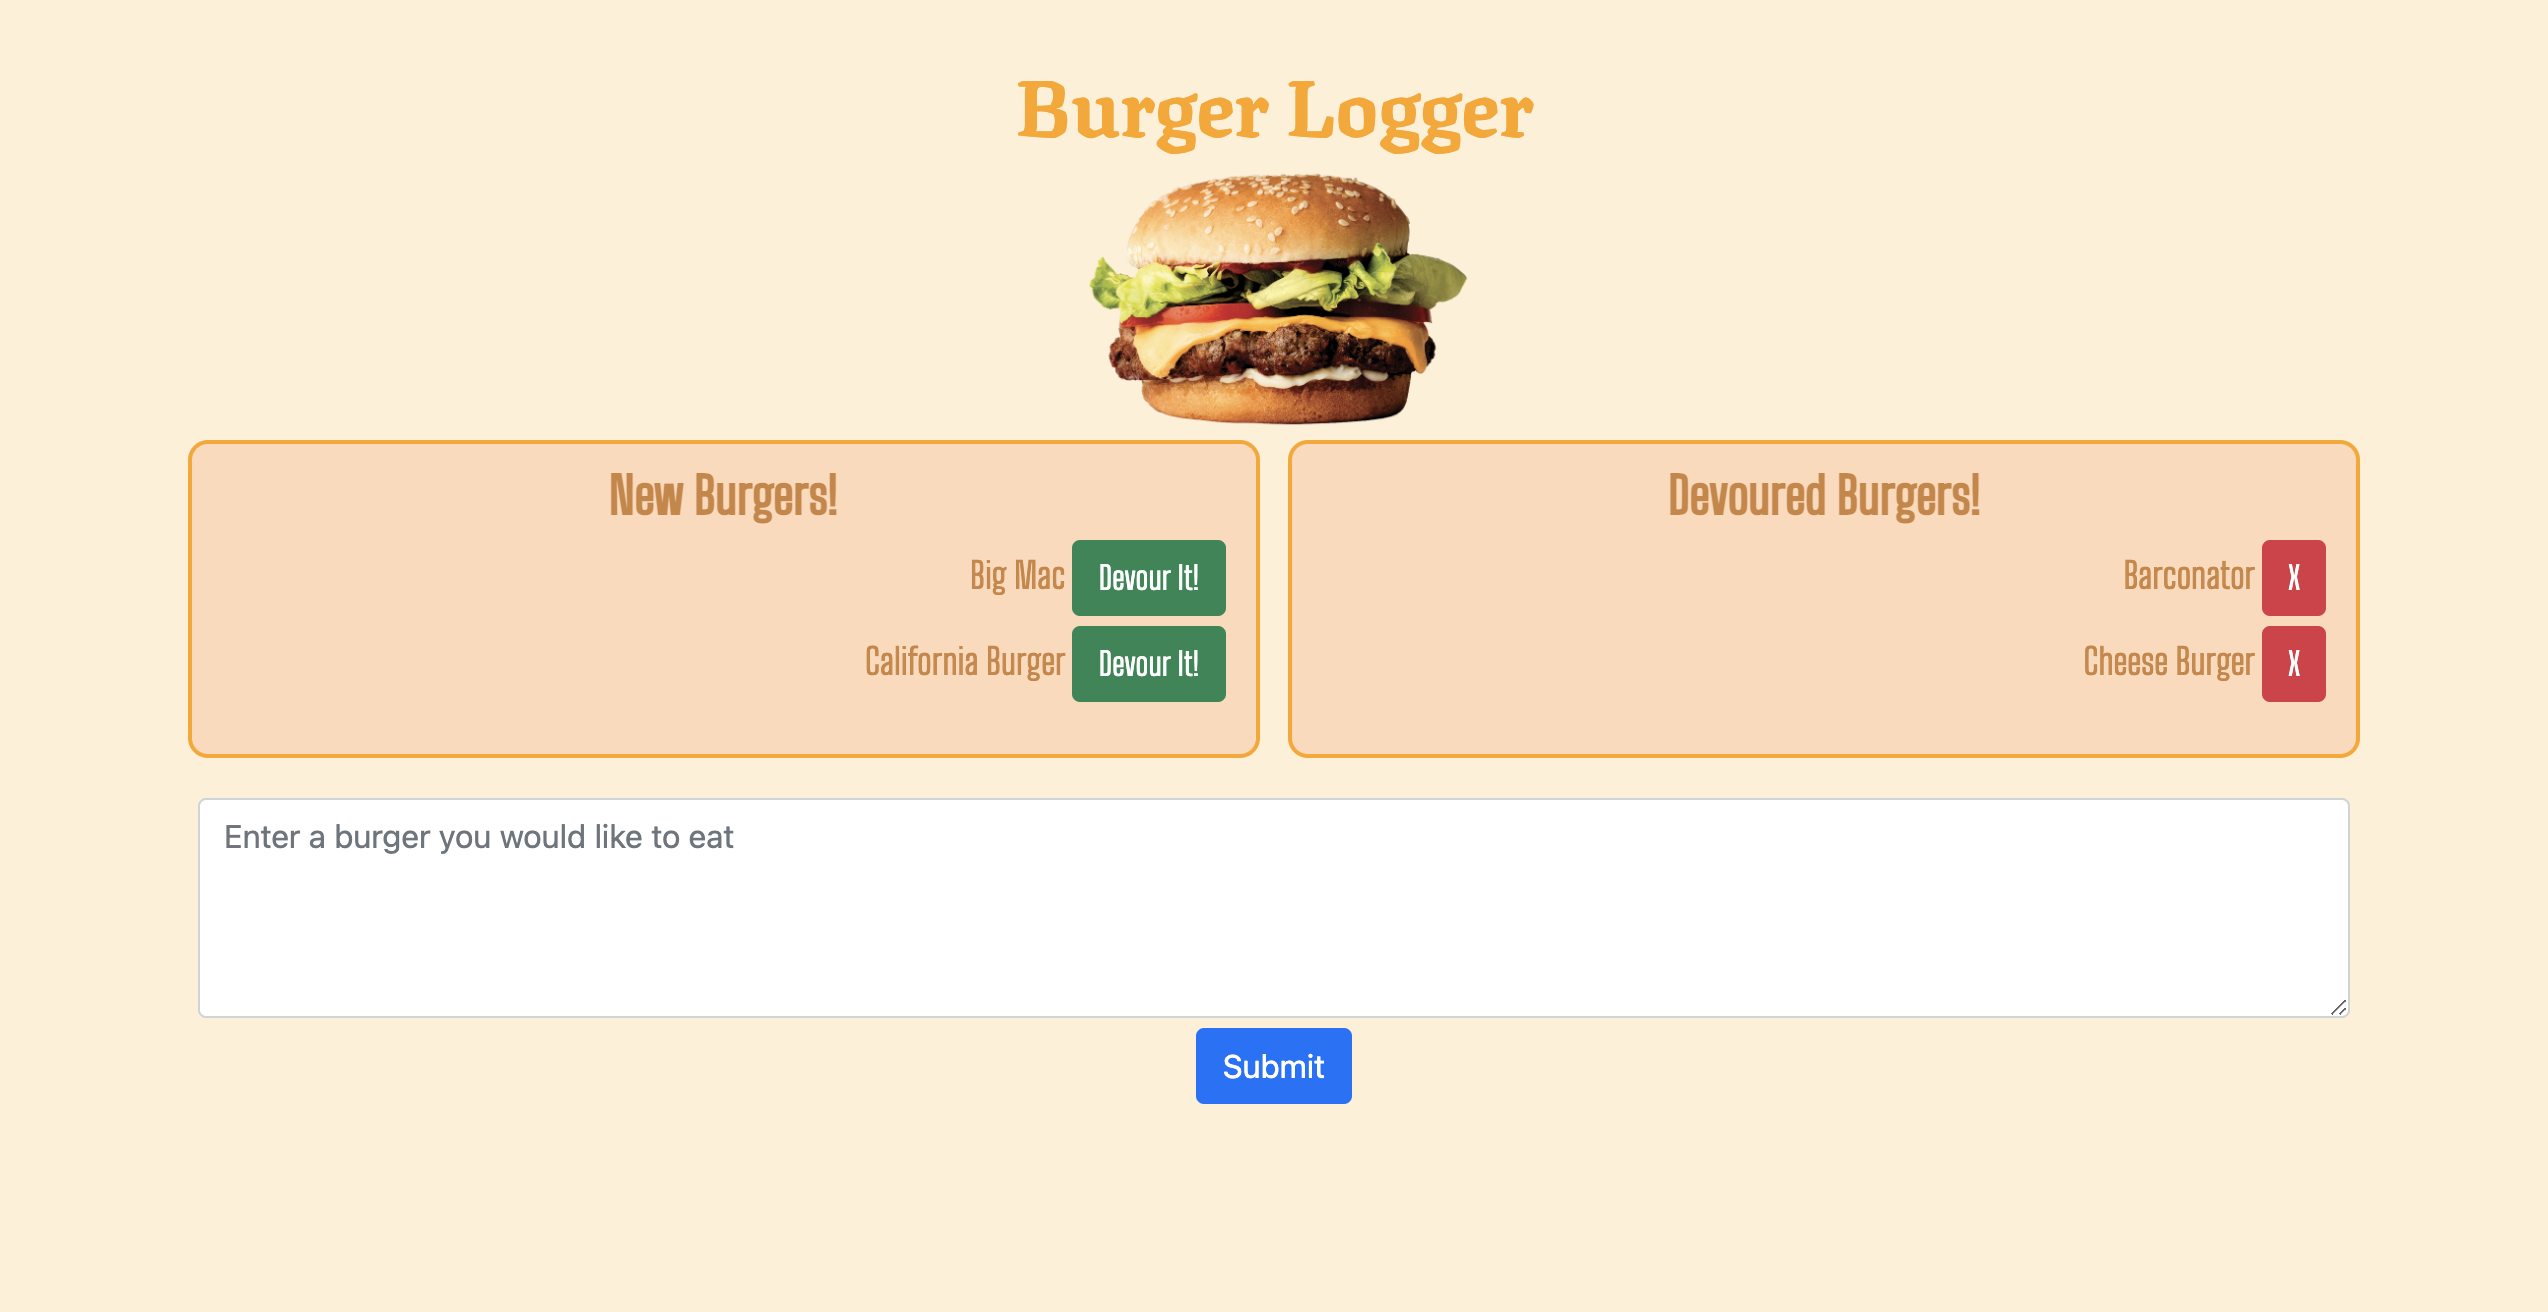 Burger Logger
New Burgers!
Big Mac Devour It!
California Burger Devour It!
Devoured Burgers!
Barconator X
Cheese Burger X
Enter a burger you would like to eat
Submit